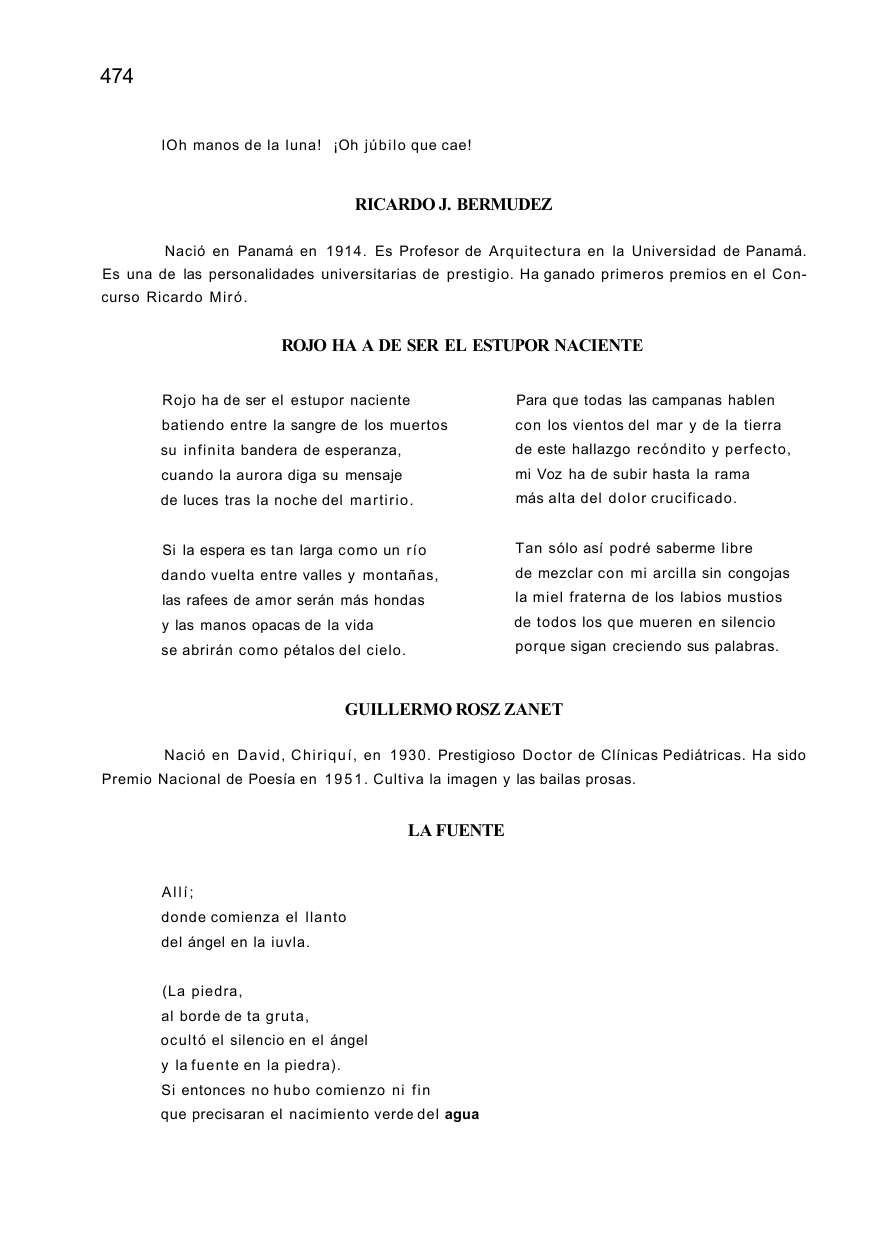 474
lOh manos de la luna! ¡Oh júbilo que cae!
RICARDO J. BERMUDEZ
Nació en Panamá en 1914. Es Profesor de Arquitectura en la Universidad de Panamá.
Es una de las personalidades universitarias de prestigio. Ha ganado primeros premios en el Con-
curso Ricardo Miró.
ROJO HA A DE SER EL ESTUPOR NACIENTE
Rojo ha de ser el estupor naciente
batiendo entre la sangre de los muertos
su infinita bandera de esperanza,
cuando la aurora diga su mensaje
de luces tras la noche del martirio.
Si la espera es tan larga como un río
dando vuelta entre valles y montañas,
las rafees de amor serán más hondas
y las manos opacas de la vida
se abrirán como pétalos del cielo.
Para que todas las campanas hablen
con los vientos del mar y de la tierra
de este hallazgo recóndito y perfecto,
mi Voz ha de subir hasta la rama
más alta del dolor crucificado.
Tan sólo así podré saberme libre
de mezclar con mi arcilla sin congojas
la miel fraterna de los labios mustios
de todos los que mueren en silencio
porque sigan creciendo sus palabras.
GUILLERMO ROSZ ZANET
Nació en David, Chiriquí, en 1930. Prestigioso Doctor de Clínicas Pediátricas. Ha sido
Premio Nacional de Poesía en 1951. Cultiva la imagen y las bailas prosas.
LA FUENTE
Allí;
donde comienza el llanto
del ángel en la iuvla.
(La piedra,
al borde de ta gruta,
ocultó el silencio en el ángel
y la fuente en la piedra).
Si entonces no hubo comienzo ni fin
que precisaran el nacimiento verde del agua